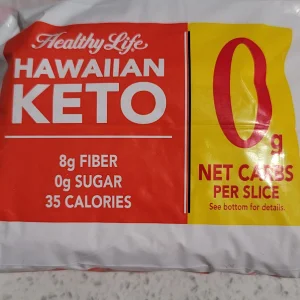 Healthy Life
HAWAIIAN
KETO
8g FIBER
0g SUGAR
35 CALORIES
0g
NET CARBS
PER SLICE
See bottom for details.